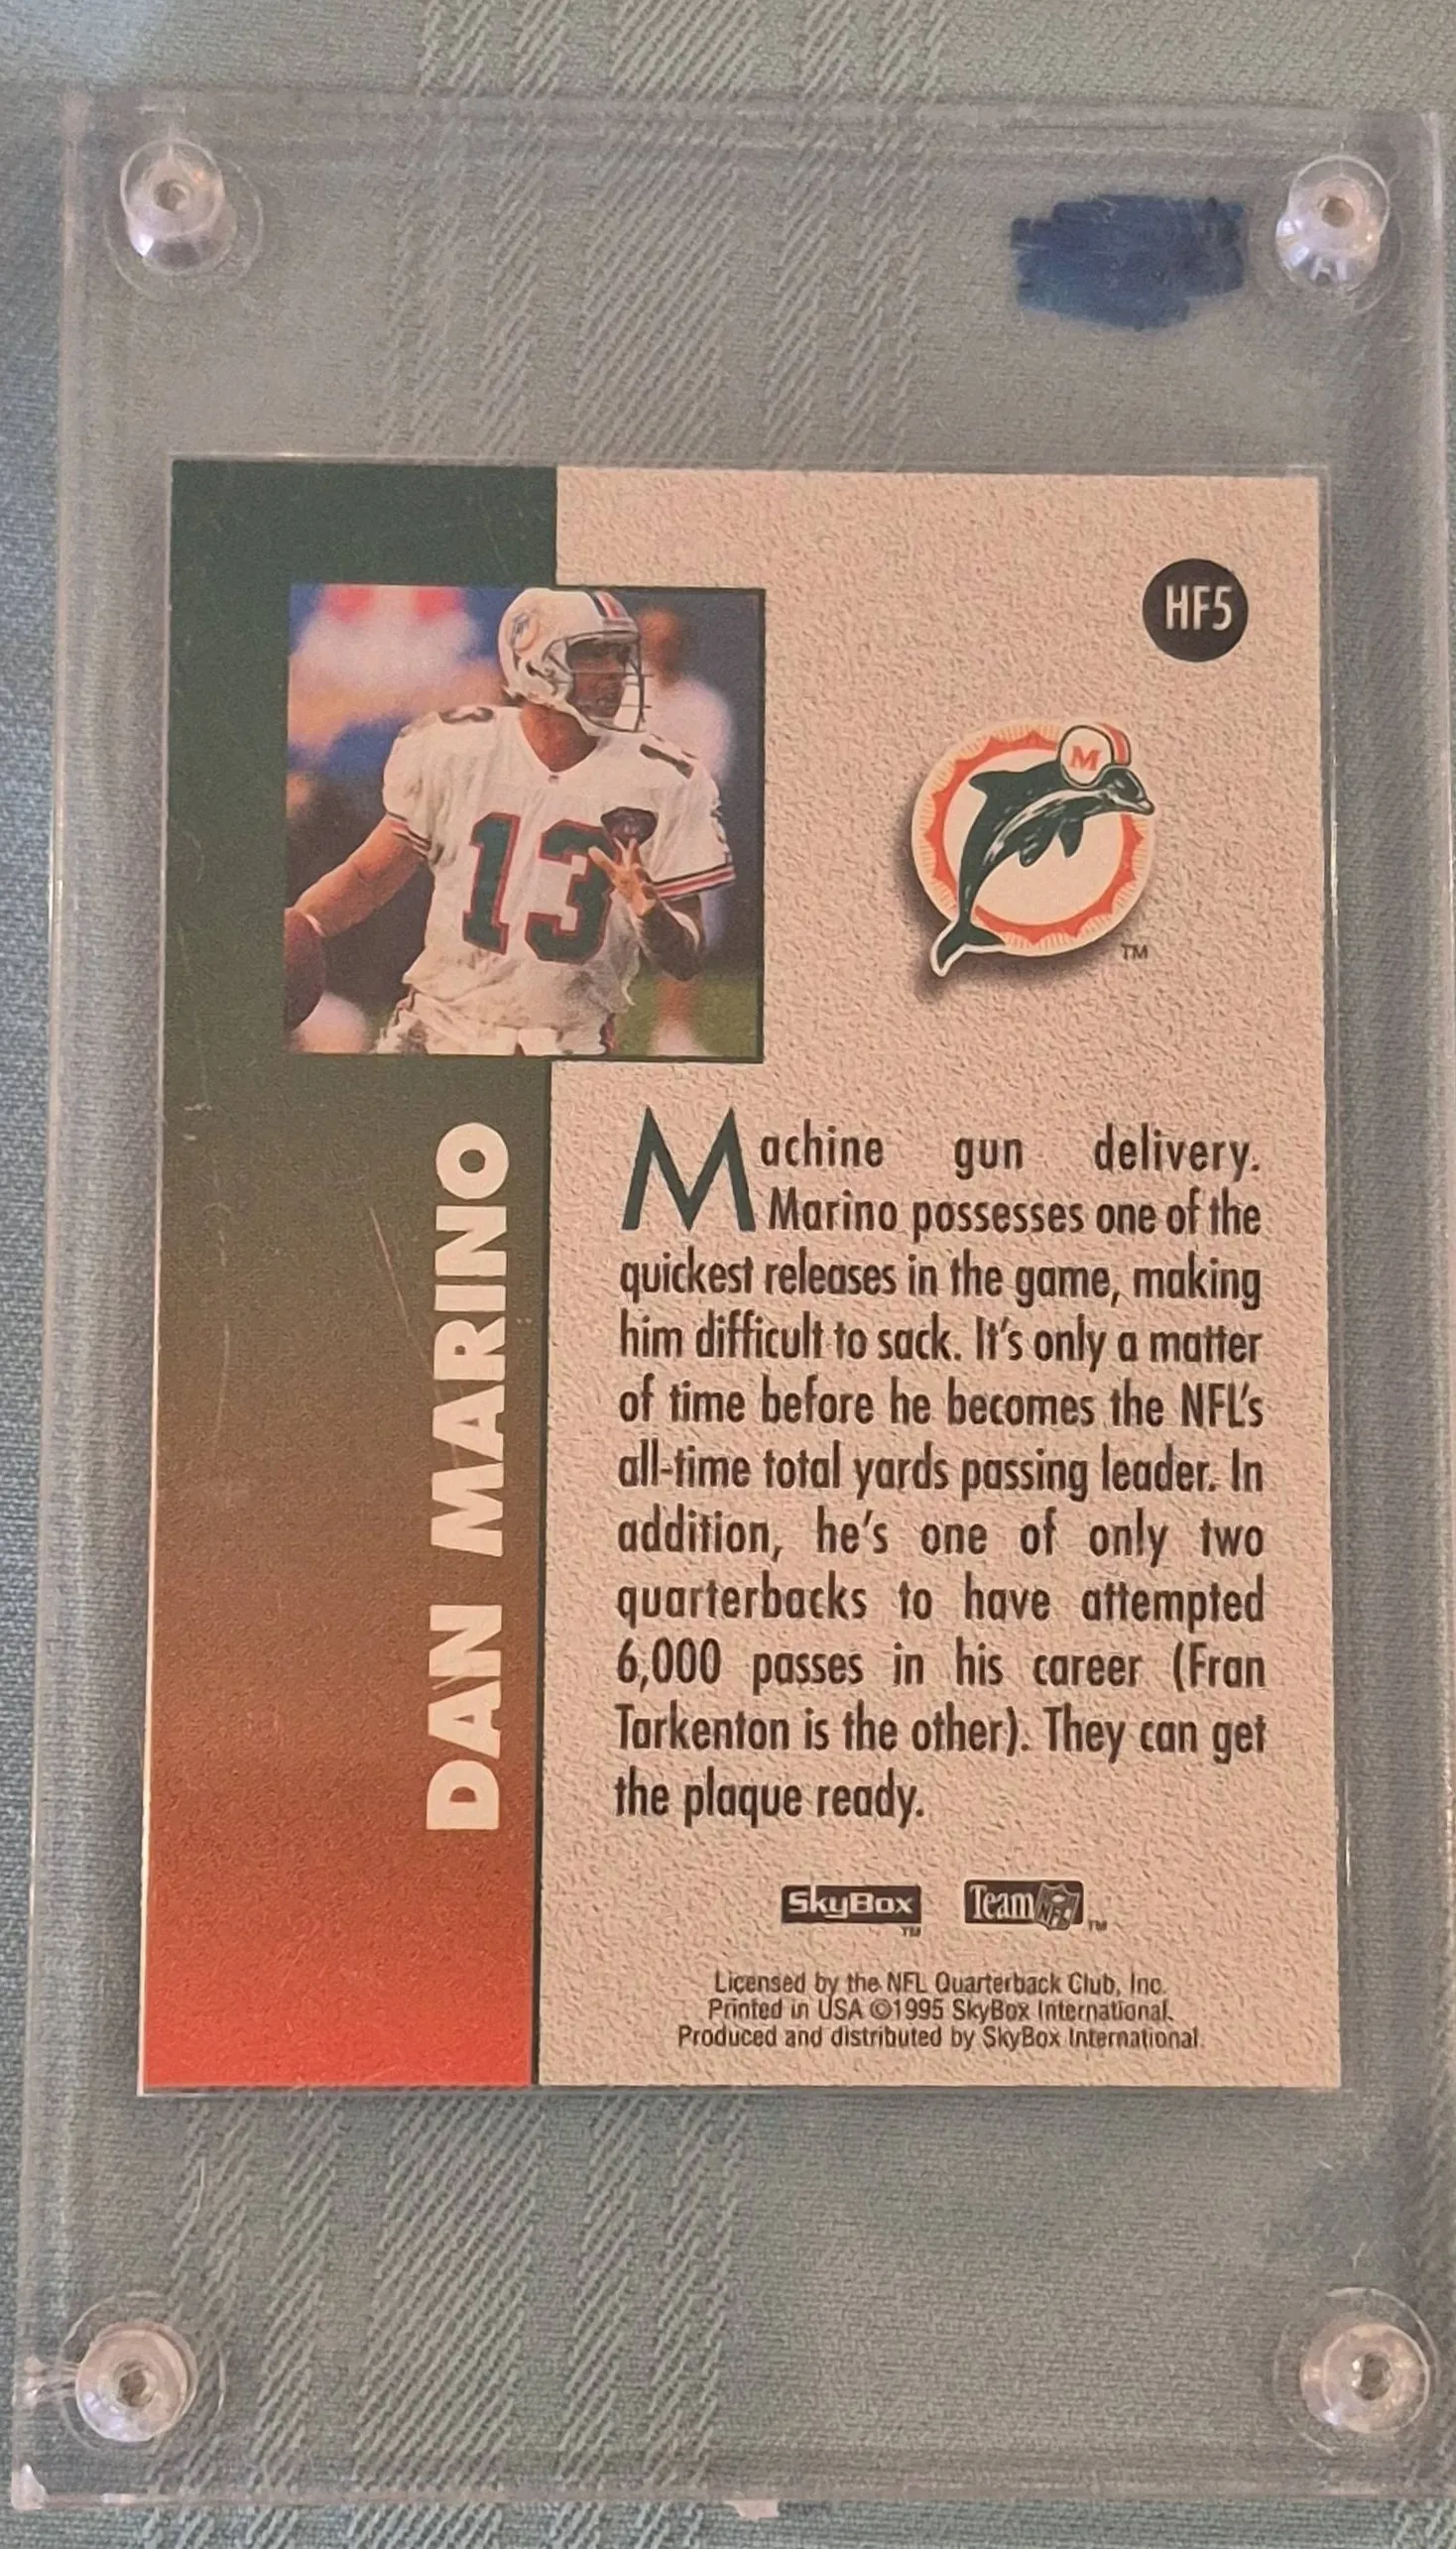 HF5
M
13
TM
DAN MARINO
Machine gun delivery.
Marino possesses one of the
quickest releases in the game, making
him difficult to sack. It's only a matter
of time before he becomes the NFL's
all-time total yards passing leader. In
addition, he's one of only two
quarterbacks to have attempted
6,000 passes in his career (Fran
Tarkenton is the other). They can get
the plaque ready.
SkyBox TM Team NFL TM
Licensed by the NFL Quarterback Club, Inc.
Printed in USA ©1995 SkyBox International.
Produced and distributed by SkyBox International.